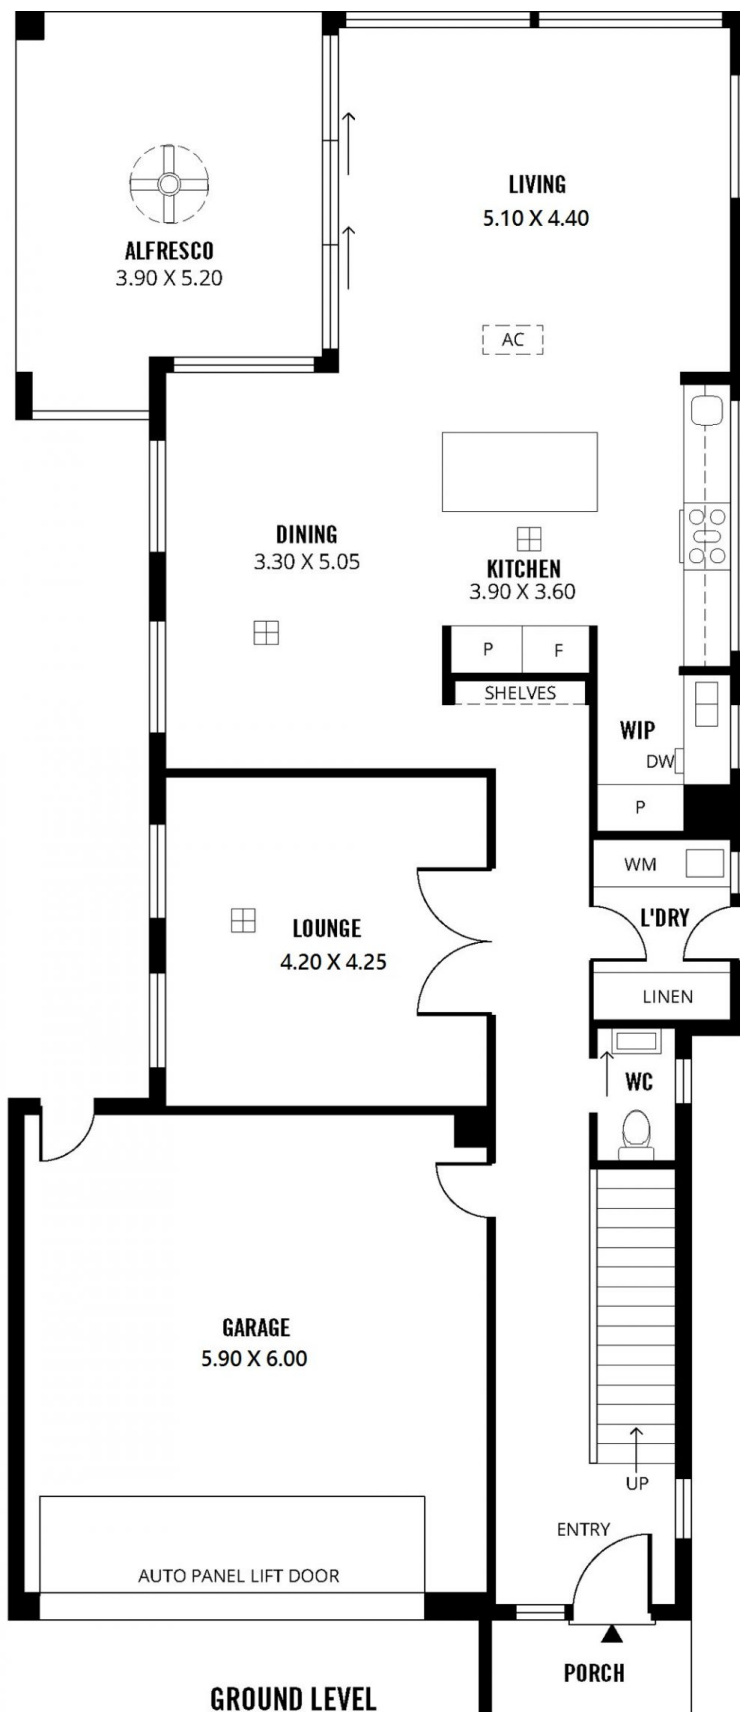 LIVING
5.10 X 4.40
ALFRESCO
3.90 X 5.20
AC
DINING
3.30 X 5.05
KITCHEN
3.90 X 3.60
P
F
SHELVES
WIP
DW
P
WM
L'DRY
LINEN
LOUNGE
4.20 X 4.25
WC
GARAGE
5.90 X 6.00
UP
ENTRY
AUTO PANEL LIFT DOOR
PORCH
GROUND LEVEL